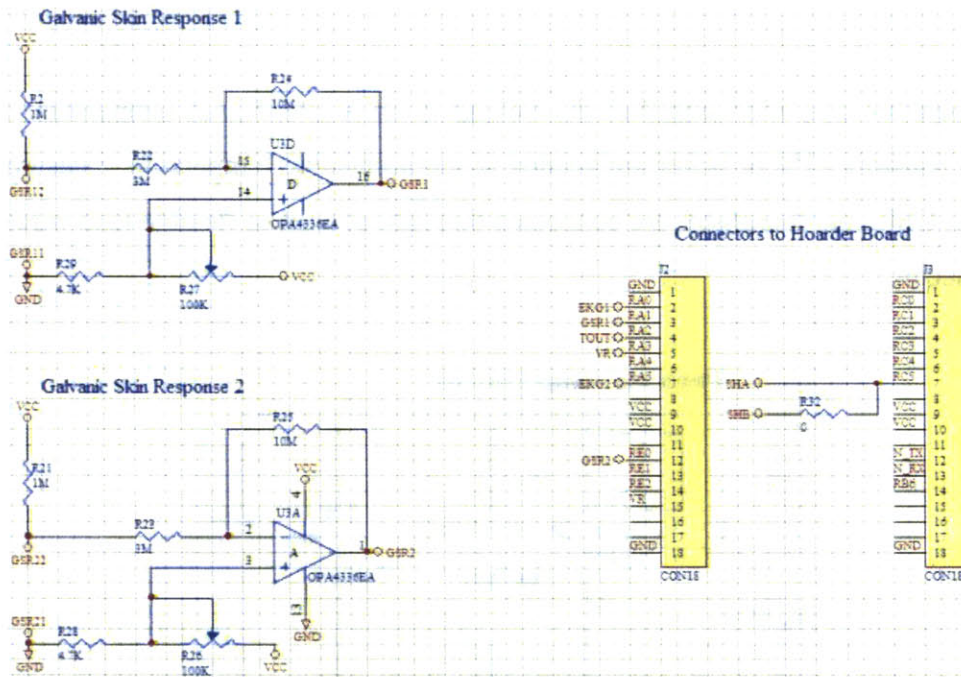 Galvanic Skin Response 1
VCC
R2
1M
R24
10M
R22
3M
15
U3D
D
16
GSR1
14
OPA4336EA
GSR12
GSR11
R29
4.7K
GND
R27
100K
VCC
Galvanic Skin Response 2
VCC
R21
1M
R25
10M
VCC
4
R23
3M
2
U3A
A
1
GSR2
3
OPA4336EA
GSR22
GSR21
R28
4.7K
GND
R26
100K
VCC
13
GND
Connectors to Hoarder Board
J2
GND 1
EKG1 RA0 2
GSR1 RA1 3
TOUT RA2 4
VR RA3 5
RA4 6
EKG2 RA5 7
8
VCC 9
VCC 10
11
GSR2 RE0 12
RE1 13
RE2 14
VR 15
16
17
GND 18
CON18
SHA
SHB
R32
0
J3
GND 1
RC0 2
RC1 3
RC2 4
RC3 5
RC4 6
RC5 7
8
VCC 9
VCC 10
11
N_TX 12
N_RX 13
RB6 14
15
16
17
GND 18
CON18